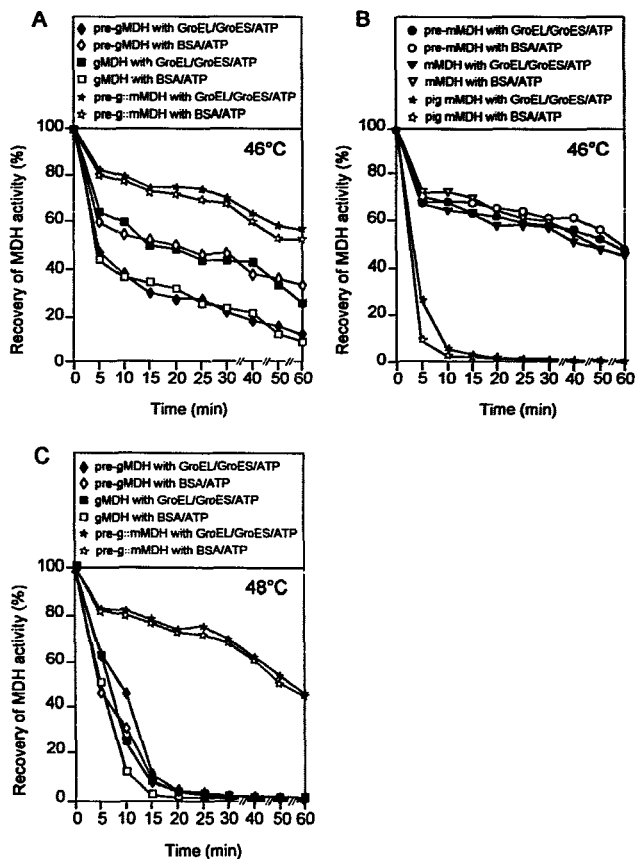 A
pre-gMDH with GroEL/GroES/ATP
pre-gMDH with BSA/ATP
gMDH with GroEL/GroES/ATP
gMDH with BSA/ATP
pre-g::mMDH with GroEL/GroES/ATP
pre-g::mMDH with BSA/ATP
46°C
Recovery of MDH activity (%)
100
80
60
40
20
0
0 5 10 15 20 25 30 40 50 60
Time (min)
B
pre-mMDH with GroEL/GroES/ATP
pre-mMDH with BSA/ATP
mMDH with GroEL/GroES/ATP
mMDH with BSA/ATP
pig mMDH with GroEL/GroES/ATP
pig mMDH with BSA/ATP
46°C
Recovery of MDH activity (%)
100
80
60
40
20
0
0 5 10 15 20 25 30 40 50 60
Time (min)
C
pre-gMDH with GroEL/GroES/ATP
pre-gMDH with BSA/ATP
gMDH with GroEL/GroES/ATP
gMDH with BSA/ATP
pre-g::mMDH with GroEL/GroES/ATP
pre-g::mMDH with BSA/ATP
48°C
Recovery of MDH activity (%)
100
80
60
40
20
0
0 5 10 15 20 25 30 40 50 60
Time (min)